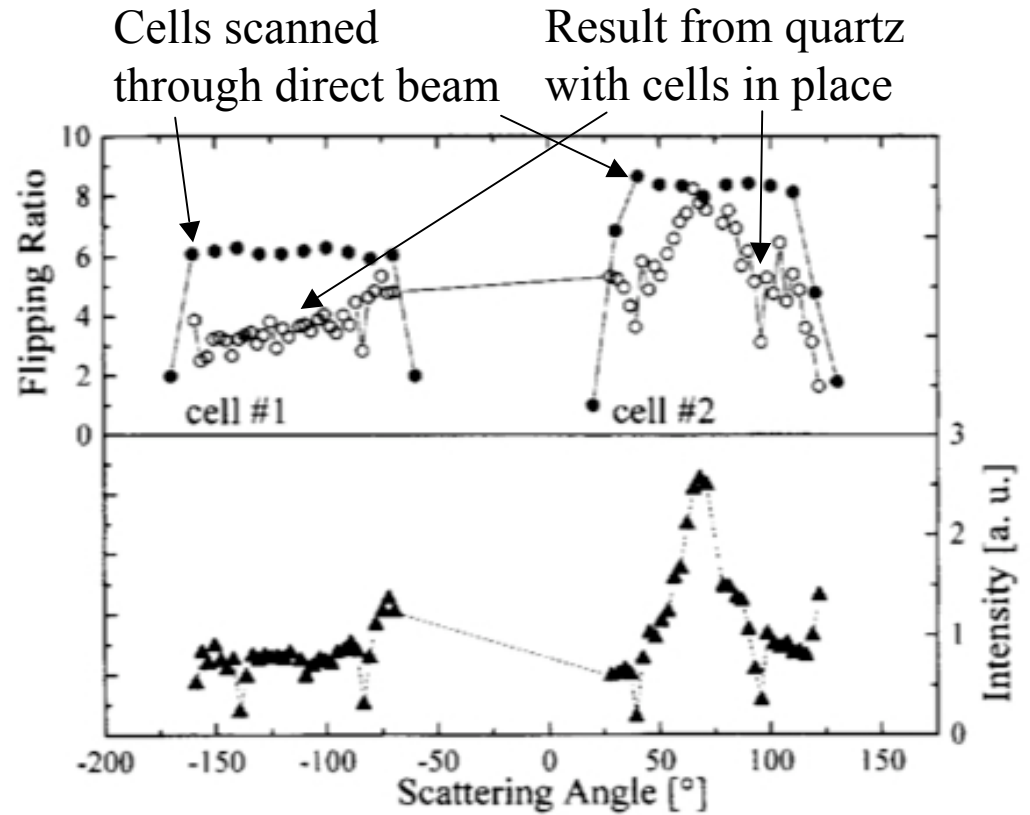 Cells scanned
through direct beam
Result from quartz
with cells in place
10
8
6
4
2
0
Flipping Ratio
cell #1
cell #2
3
2
1
0
Intensity [a. u.]
-200 -150 -100 -50 0 50 100 150
Scattering Angle [°]